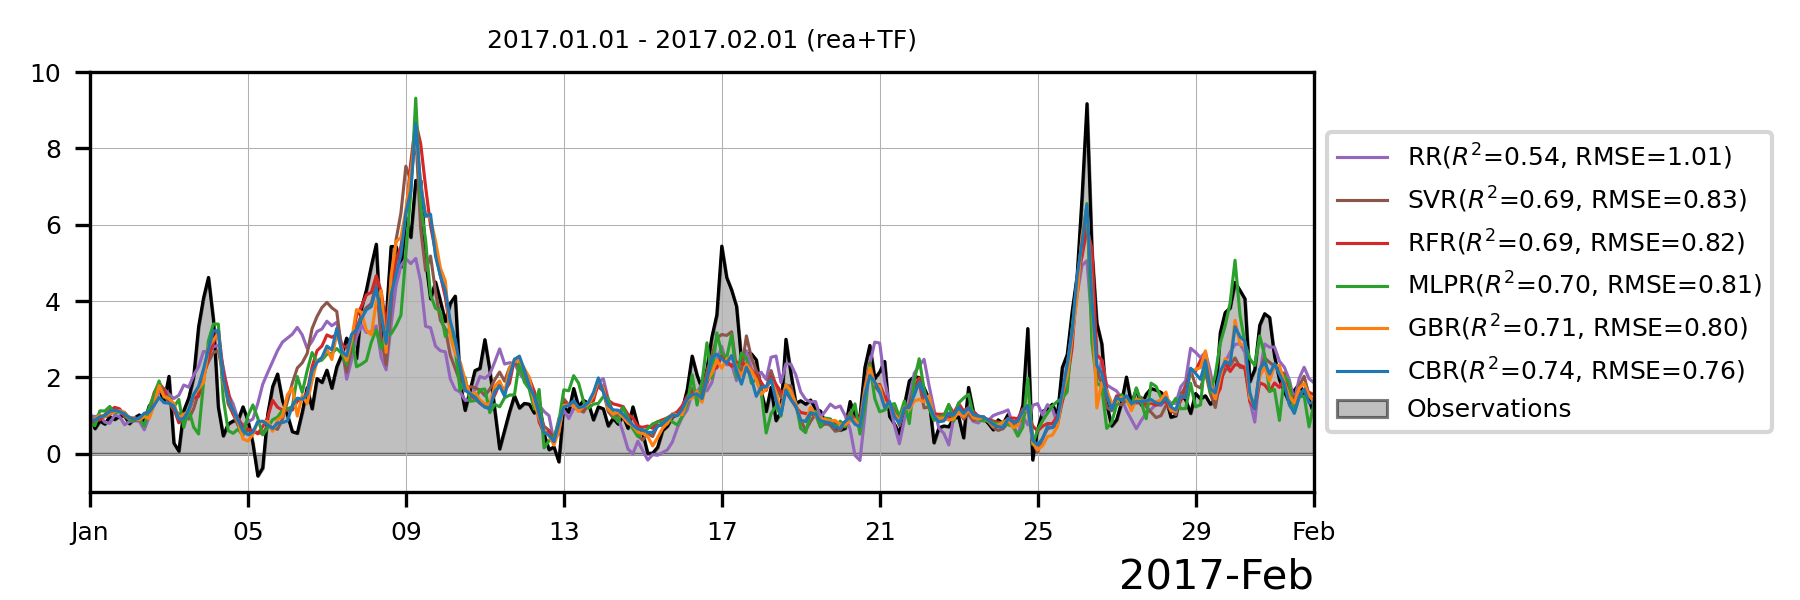 2017.01.01 - 2017.02.01 (rea+TF)
10
8
6
4
2
0
Jan 05 09 13 17 21 25 29 Feb
2017-Feb
RR(R²=0.54, RMSE=1.01)
SVR(R²=0.69, RMSE=0.83)
RFR(R²=0.69, RMSE=0.82)
MLPR(R²=0.70, RMSE=0.81)
GBR(R²=0.71, RMSE=0.80)
CBR(R²=0.74, RMSE=0.76)
Observations